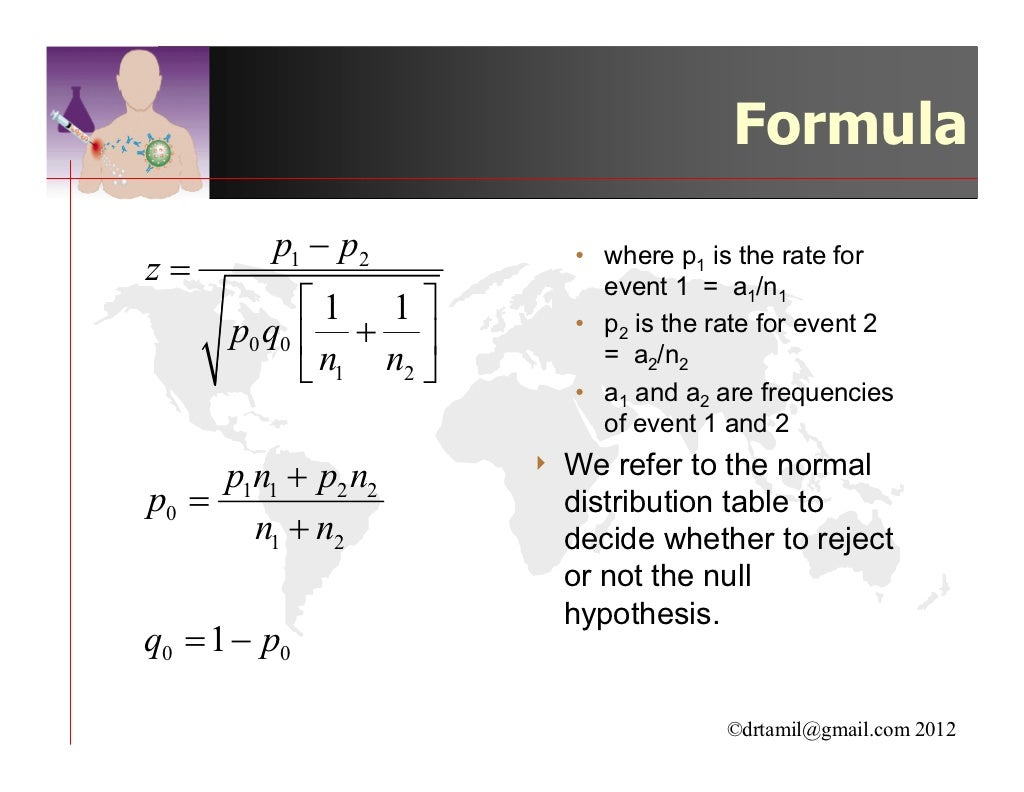 Formula
z = p₁ − p₂ / √ p₀q₀ [ 1/n₁ + 1/n₂ ]
p₀ = p₁n₁ + p₂n₂ / n₁ + n₂
q₀ = 1 − p₀
• where p₁ is the rate for
event 1 = a₁/n₁
• p₂ is the rate for event 2
= a₂/n₂
• a₁ and a₂ are frequencies
of event 1 and 2
‣ We refer to the normal
distribution table to
decide whether to reject
or not the null
hypothesis.
©drtamil@gmail.com 2012